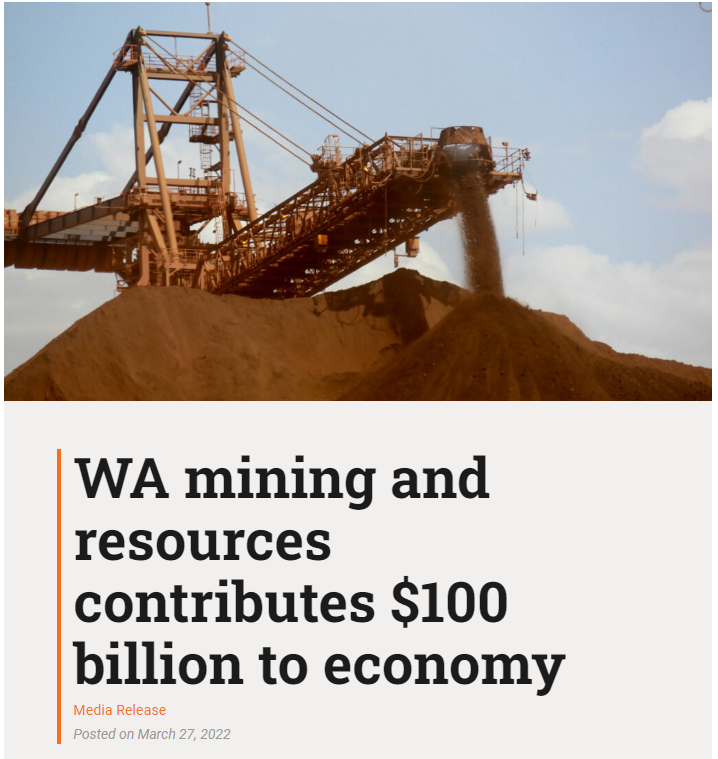 WA mining and
resources
contributes $100
billion to economy
Media Release
Posted on March 27, 2022